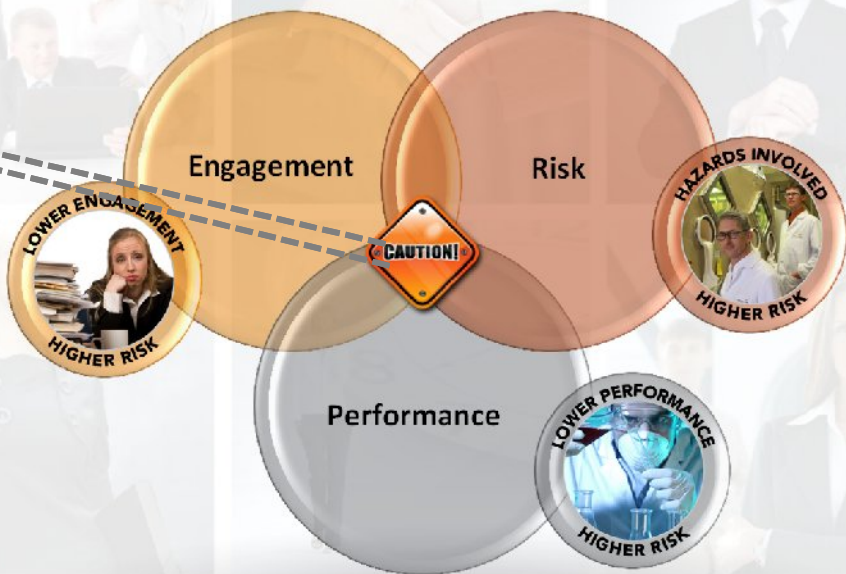 Engagement
Risk
HAZARDS INVOLVED
HIGHER RISK
LOWER ENGAGEMENT
HIGHER RISK
CAUTION!
Performance
LOWER PERFORMANCE
HIGHER RISK